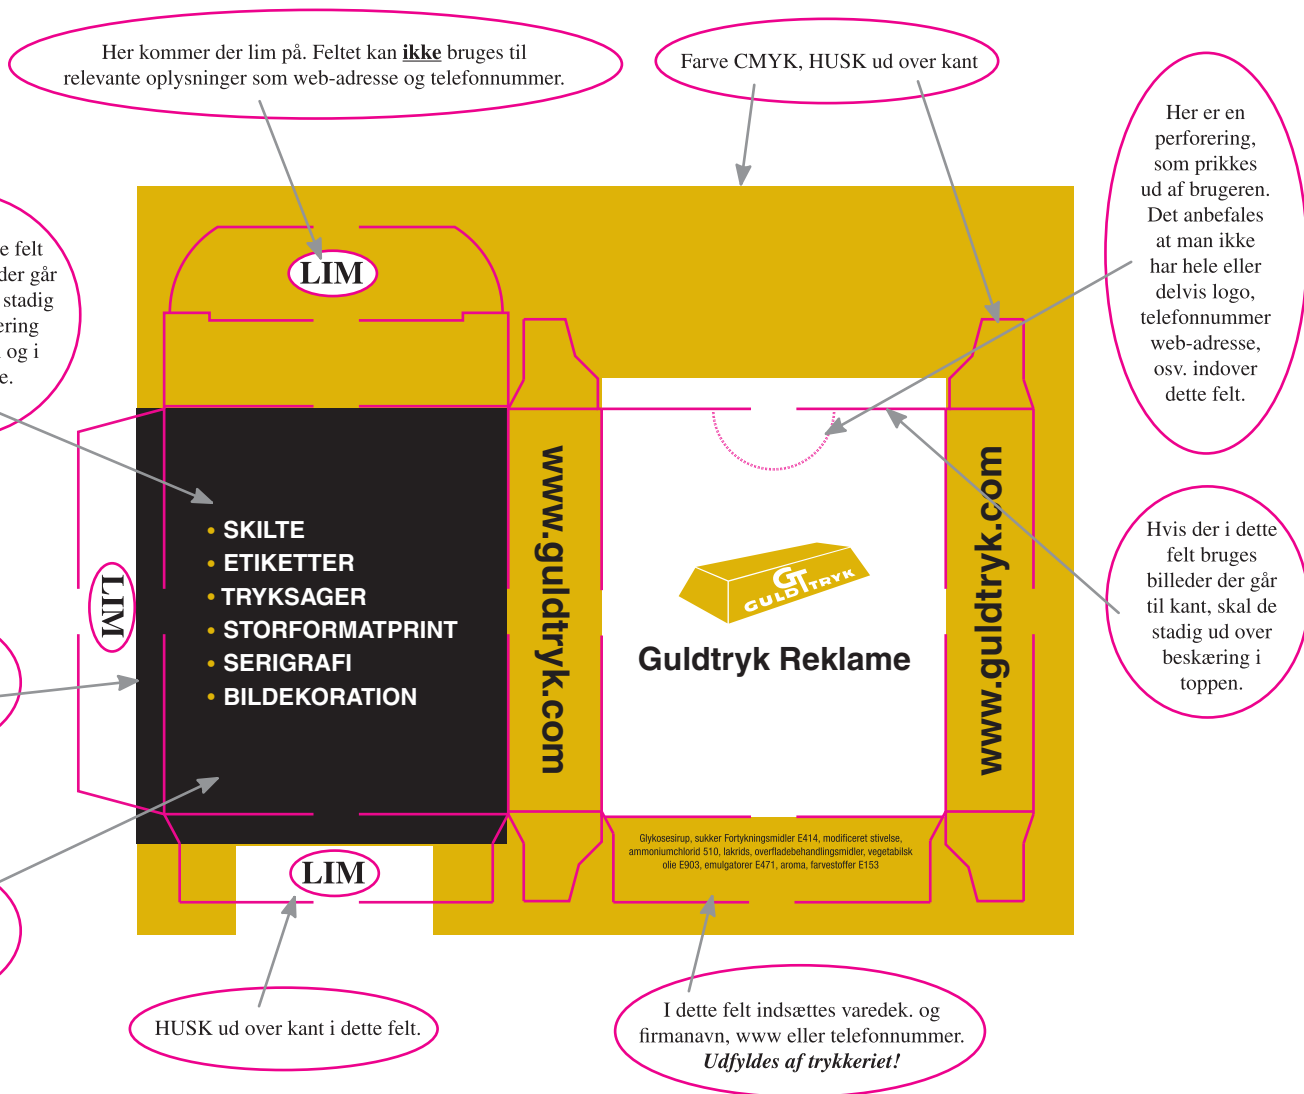 Her kommer der lim på. Feltet kan ikke bruges til
relevante oplysninger som web-adresse og telefonnummer.
Farve CMYK, HUSK ud over kant
Her er en
perforering,
som prikkes
ud af brugeren.
Det anbefales
at man ikke
har hele eller
delvis logo,
telefonnummer
web-adresse,
osv. indover
dette felt.
felt
der går
stadig
og i
LIM
LIM
• SKILTE
• ETIKETTER
• TRYKSAGER
• STORFORMATPRINT
• SERIGRAFI
• BILDEKORATION
www.guldtryk.com
GT
GULDTRYK
Guldtryk Reklame
www.guldtryk.com
Hvis der i dette
felt bruges
billeder der går
til kant, skal de
stadig ud over
beskæring i
toppen.
Glykosesirup, sukker Fortykningsmidler E414, modificeret stivelse,
ammoniumchlorid 510, lakrids, overfladebehandlingsmidler, vegetabilsk
olie E903, emulgatorer E471, aroma, farvestoffer E153
LIM
HUSK ud over kant i dette felt.
I dette felt indsættes varedek. og
firmanavn, www eller telefonnummer.
Udfyldes af trykkeriet!